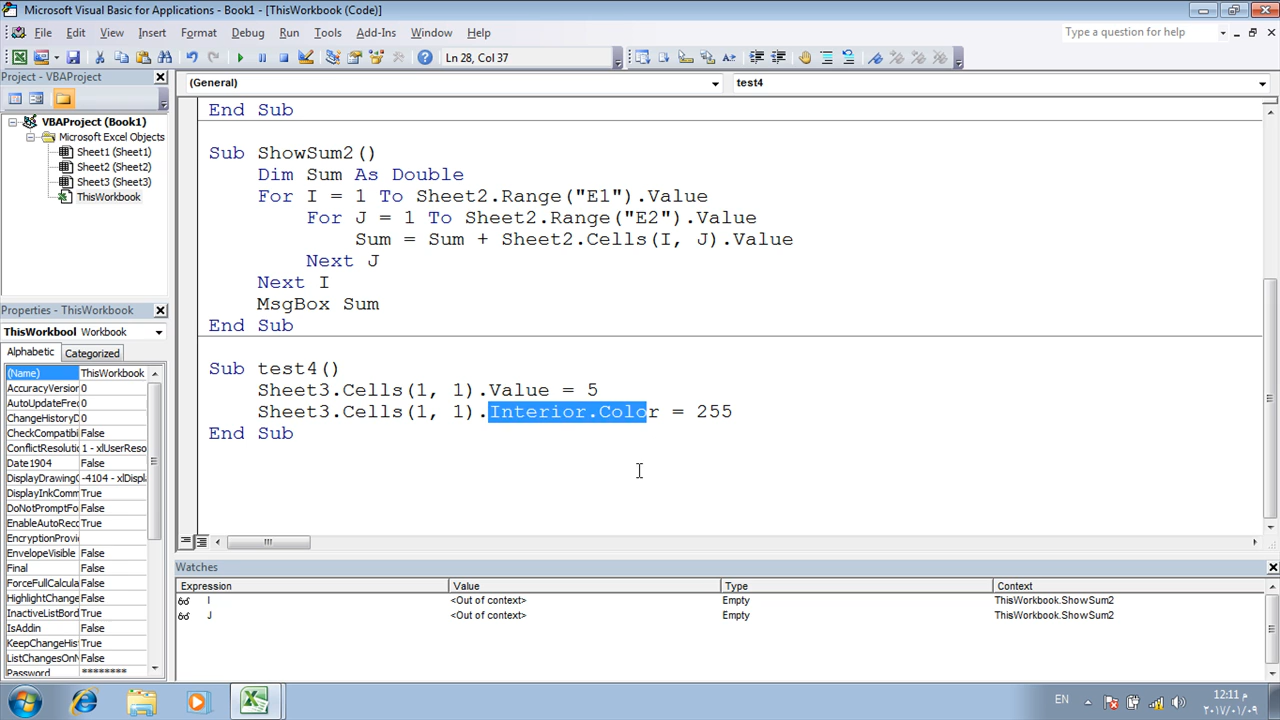 Microsoft Visual Basic for Applications - Book1 - [ThisWorkbook (Code)]
File Edit View Insert Format Debug Run Tools Add-Ins Window Help
Type a question for help
Ln 28, Col 37
Project - VBAProject
(General)
test4
VBAProject (Book1)
Microsoft Excel Objects
Sheet1 (Sheet1)
Sheet2 (Sheet2)
Sheet3 (Sheet3)
ThisWorkbook
End Sub
Sub ShowSum2()
Dim Sum As Double
For I = 1 To Sheet2.Range("E1").Value
For J = 1 To Sheet2.Range("E2").Value
Sum = Sum + Sheet2.Cells(I, J).Value
Next J
Next I
MsgBox Sum
End Sub
Sub test4()
Sheet3.Cells(1, 1).Value = 5
Sheet3.Cells(1, 1).Interior.Color = 255
End Sub
Properties - ThisWorkbook
ThisWorkbool Workbook
Alphabetic Categorized
(Name) ThisWorkbook
AccuracyVersion 0
AutoUpdateFrec 0
ChangeHistoryD 0
CheckCompatibi False
ConflictResoluti 1 - xlUserReso
Date1904 False
DisplayDrawingC -4104 - xlDispl
DisplayInkComm True
DoNotPromptFo False
EnableAutoReco True
EncryptionProvi
EnvelopeVisible False
Final False
ForceFullCalcula False
HighlightChange False
InactiveListBord True
IsAddin False
KeepChangeHis True
ListChangesOnN False
Password ********
Watches
Expression Value Type Context
I <Out of context> Empty ThisWorkbook.ShowSum2
J <Out of context> Empty ThisWorkbook.ShowSum2
EN
12:11 م
٢٠١٧/٠١/٠٩